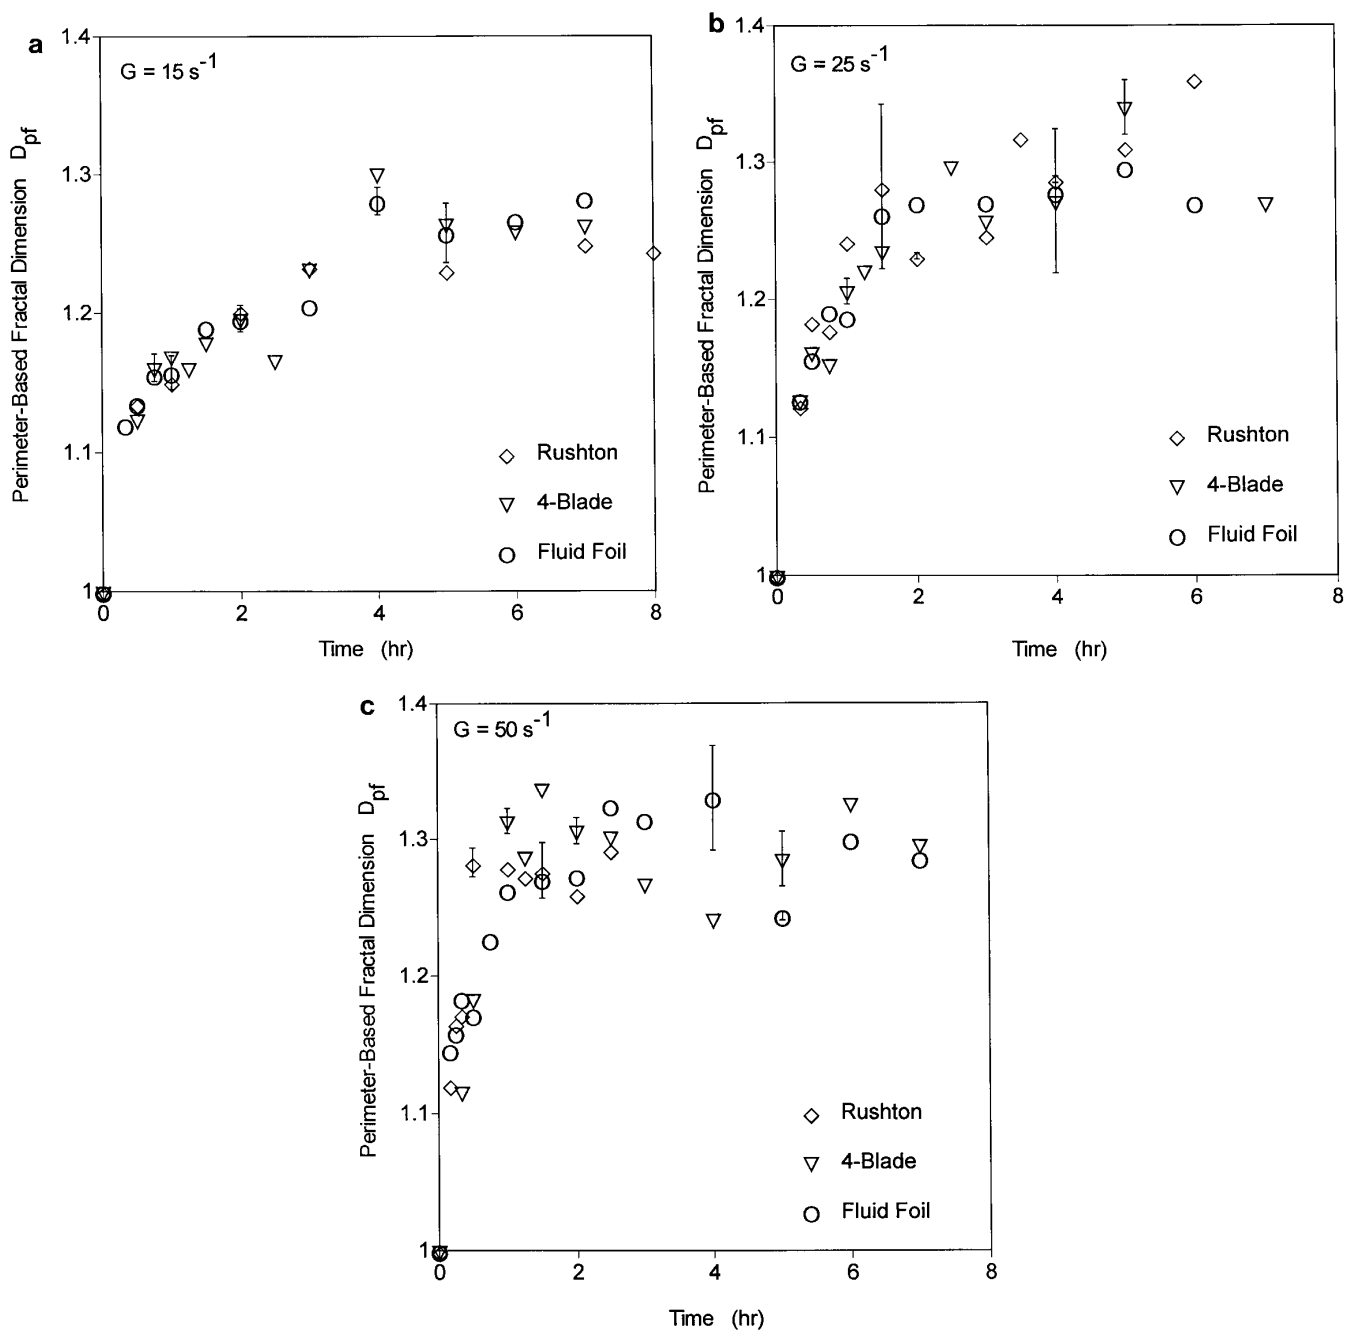 a
G = 15 s-1
Perimeter-Based Fractal Dimension Dpf
1.4
1.3
1.2
1.1
1
0
2
4
6
8
Time (hr)
Rushton
4-Blade
Fluid Foil
b
G = 25 s-1
Perimeter-Based Fractal Dimension Dpf
1.4
1.3
1.2
1.1
1
0
2
4
6
8
Time (hr)
Rushton
4-Blade
Fluid Foil
c
G = 50 s-1
Perimeter-Based Fractal Dimension Dpf
1.4
1.3
1.2
1.1
1
0
2
4
6
8
Time (hr)
Rushton
4-Blade
Fluid Foil